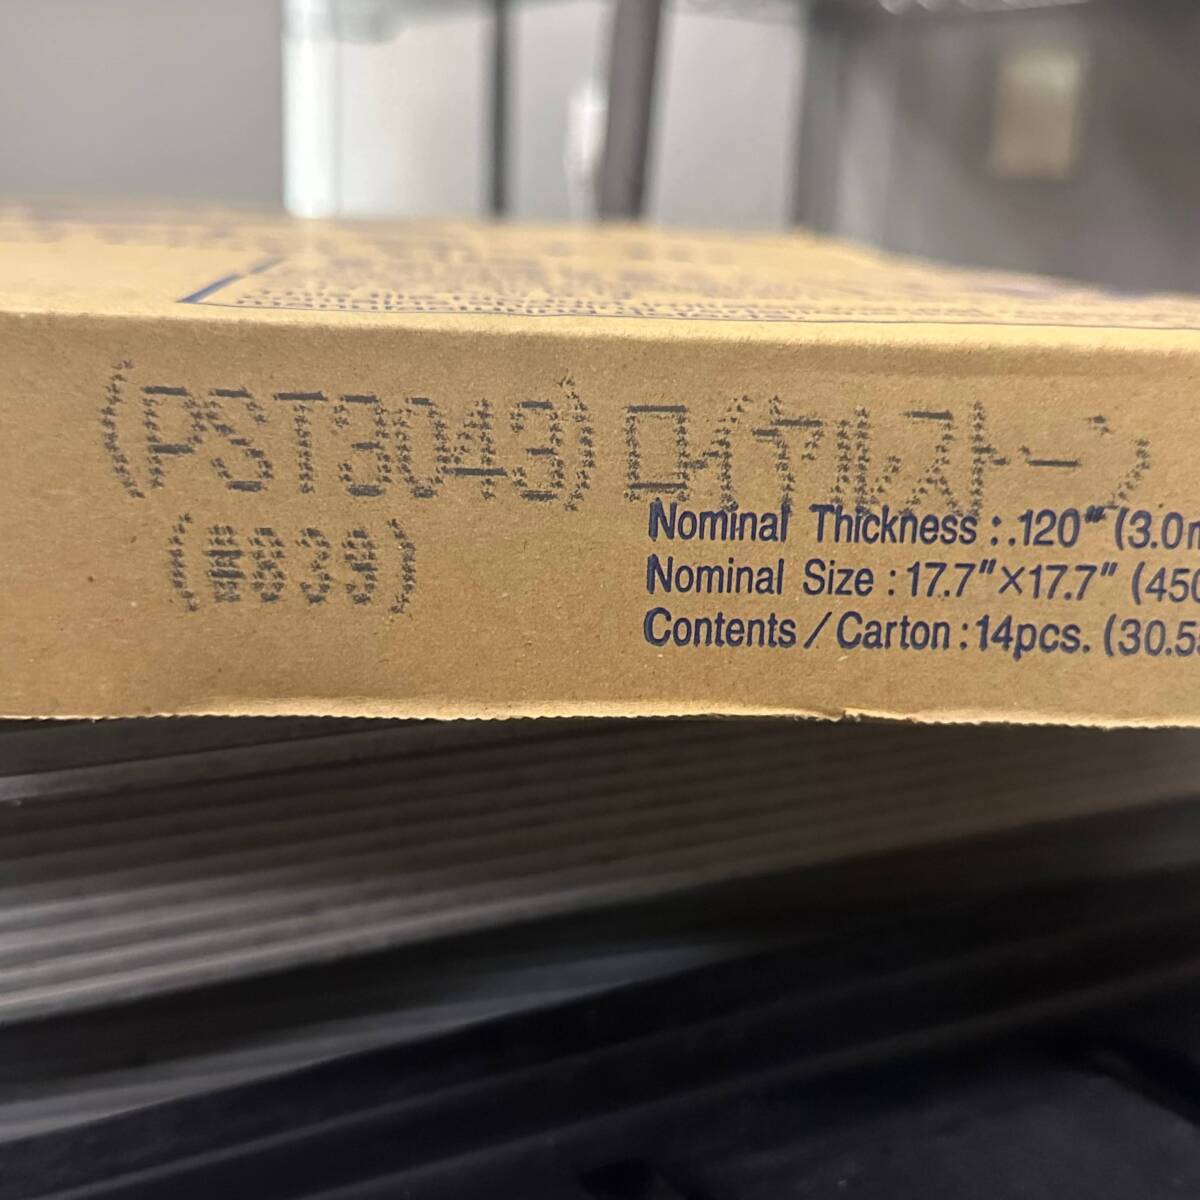 (PST3043) ロイヤルストーン
(#839)
Nominal Thickness : .120″ (3.0m
Nominal Size : 17.7″×17.7″ (450
Contents / Carton : 14pcs. (30.55